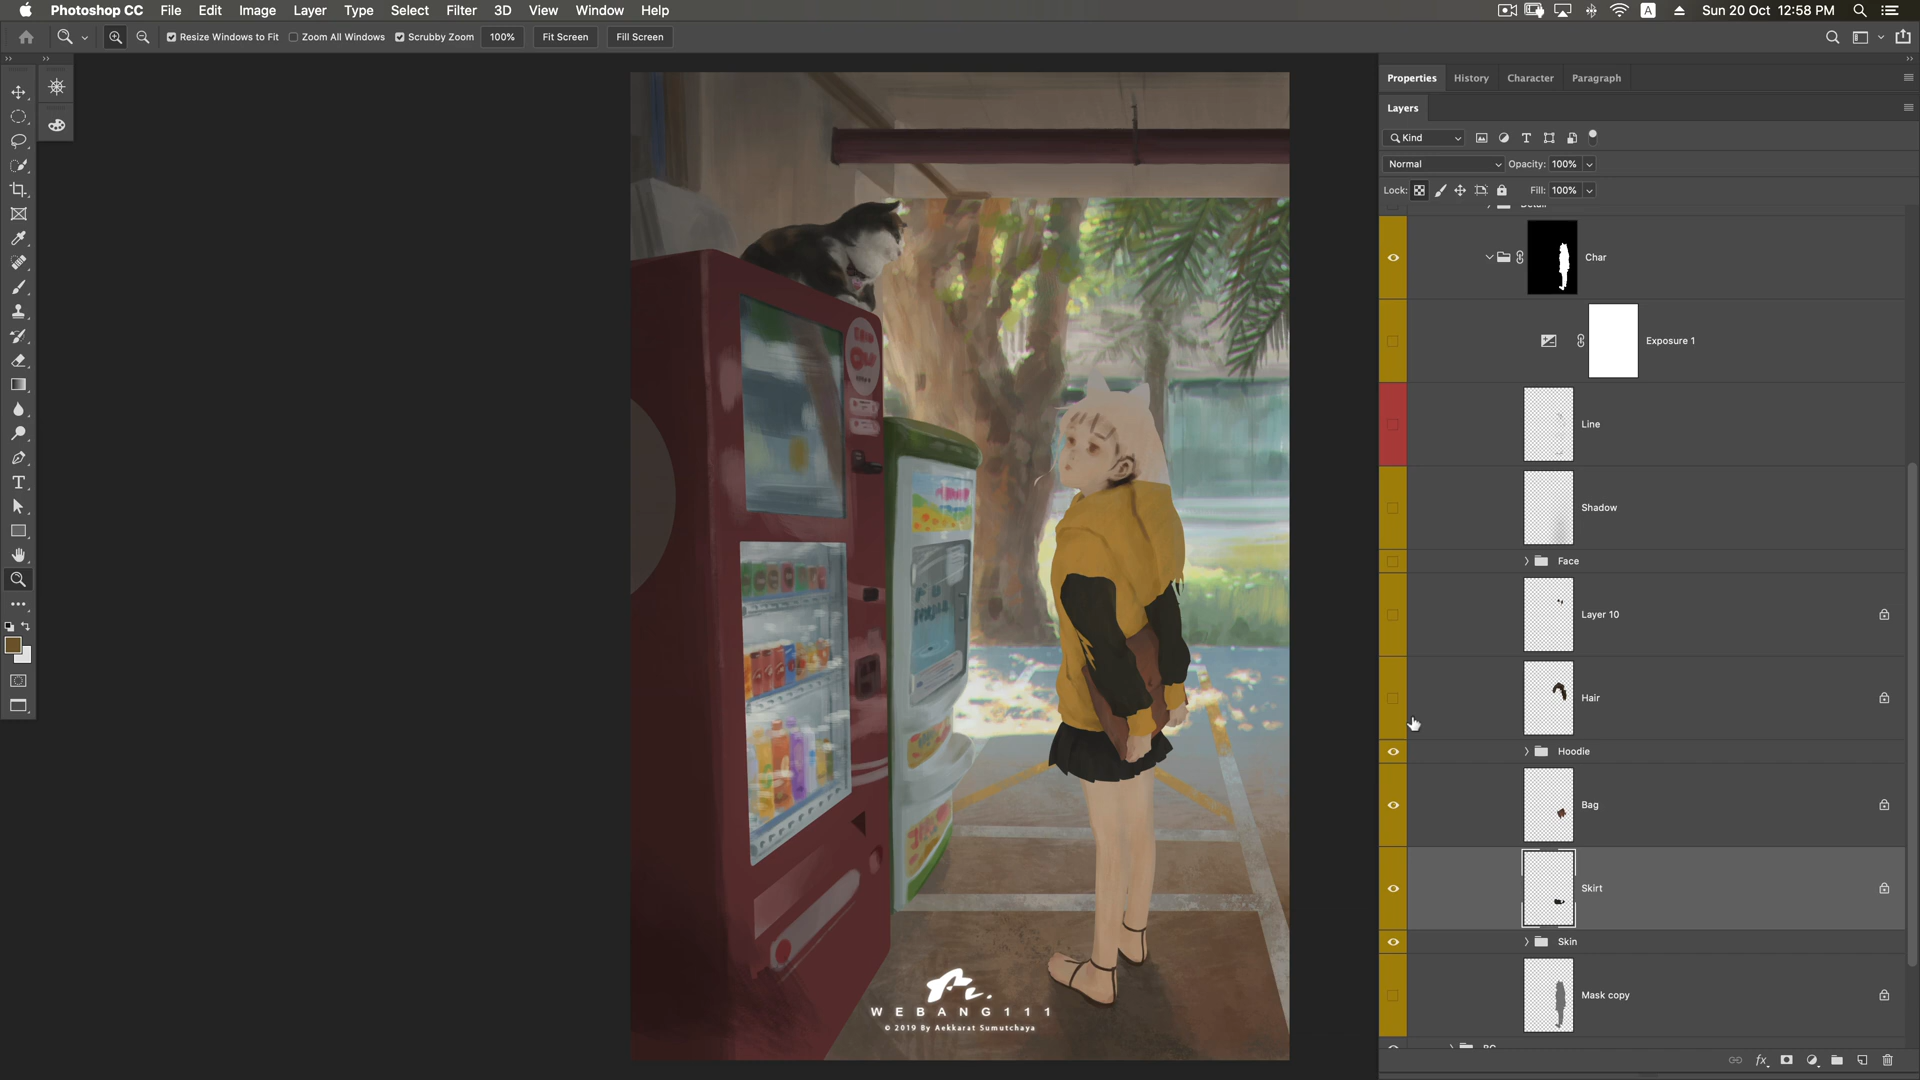 Photoshop CC File Edit Image Layer Type Select Filter 3D View Window Help
A Sun 20 Oct 12:58 PM
Resize Windows to Fit Zoom All Windows Scrubby Zoom 100% Fit Screen Fill Screen
Properties History Character Paragraph
Layers
Kind
Normal Opacity: 100%
Lock: Fill: 100%
Detail
Char
Exposure 1
Line
Shadow
Face
Layer 10
Hair
Hoodie
Bag
Skirt
Skin
Mask copy
BG
WEBANG111
© 2019 By Aekkarat Sumutchaya